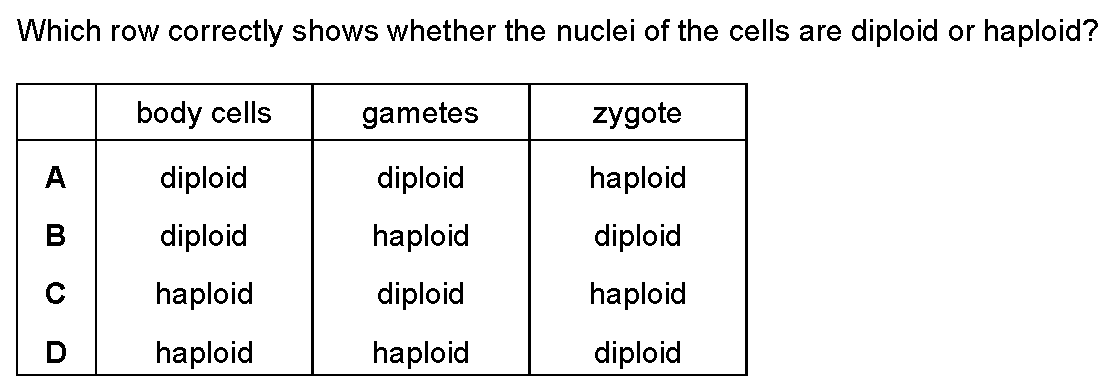 Which row correctly shows whether the nuclei of the cells are diploid or haploid?
body cells gametes zygote
A diploid diploid haploid
B diploid haploid diploid
C haploid diploid haploid
D haploid haploid diploid